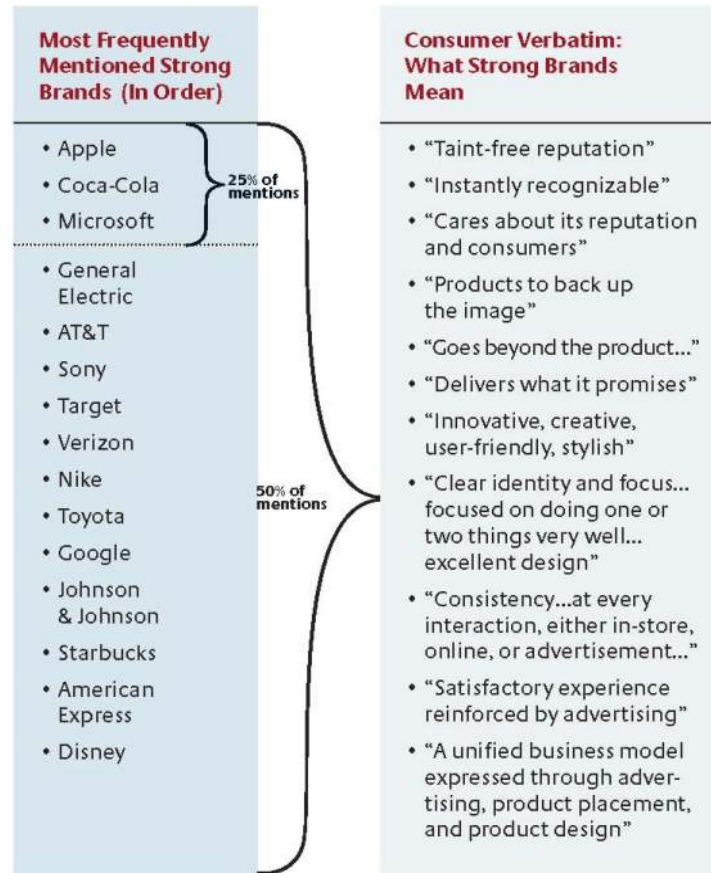 Most Frequently
Mentioned Strong
Brands (In Order)
• Apple
• Coca-Cola
• Microsoft
25% of
mentions
• General
Electric
• AT&T
• Sony
• Target
• Verizon
• Nike
• Toyota
• Google
• Johnson
& Johnson
• Starbucks
• American
Express
• Disney
50% of
mentions
Consumer Verbatim:
What Strong Brands
Mean
• “Taint-free reputation”
• “Instantly recognizable”
• “Cares about its reputation
and consumers”
• “Products to back up
the image”
• “Goes beyond the product...”
• “Delivers what it promises”
• “Innovative, creative,
user-friendly, stylish”
• “Clear identity and focus...
focused on doing one or
two things very well...
excellent design”
• “Consistency...at every
interaction, either in-store,
online, or advertisement...”
• “Satisfactory experience
reinforced by advertising”
• “A unified business model
expressed through adver-
tising, product placement,
and product design”